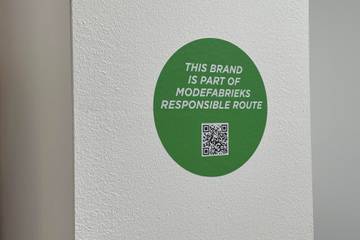 THIS BRAND
IS PART OF
MODEFABRIEKS
RESPONSIBLE ROUTE